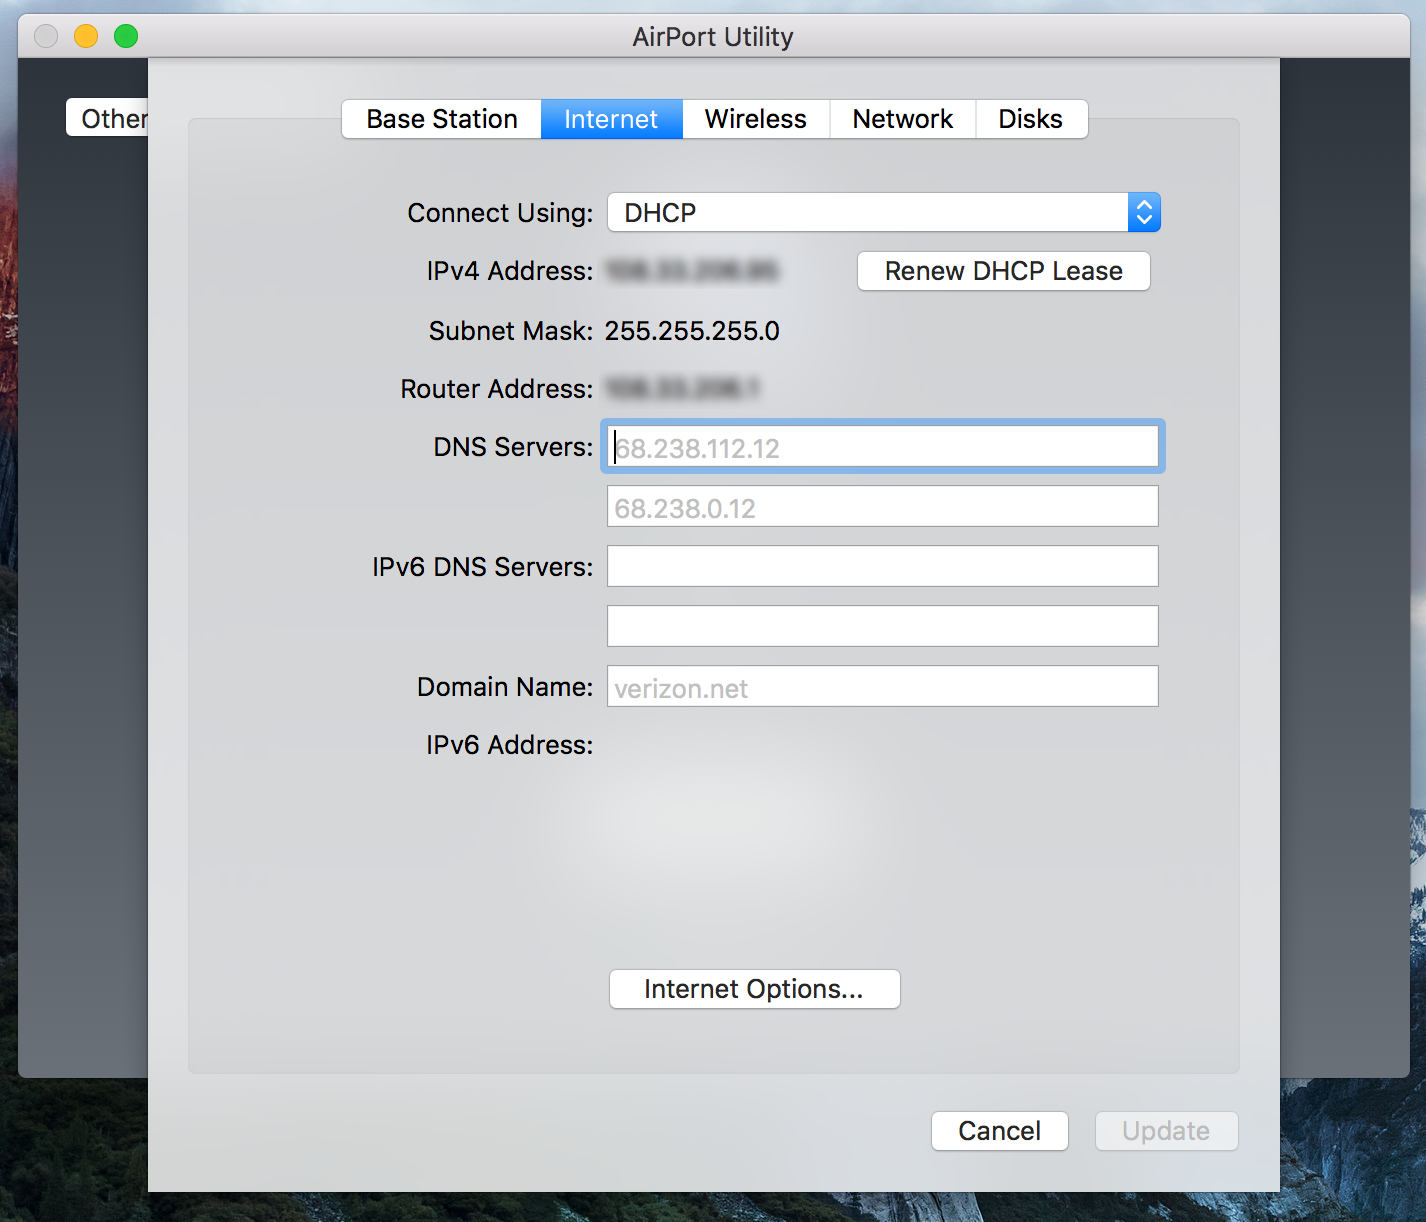 AirPort Utility
Other
Base Station Internet Wireless Network Disks
Connect Using: DHCP
IPv4 Address: Renew DHCP Lease
Subnet Mask: 255.255.255.0
Router Address:
DNS Servers: 68.238.112.12
68.238.0.12
IPv6 DNS Servers:
Domain Name: verizon.net
IPv6 Address:
Internet Options...
Cancel Update